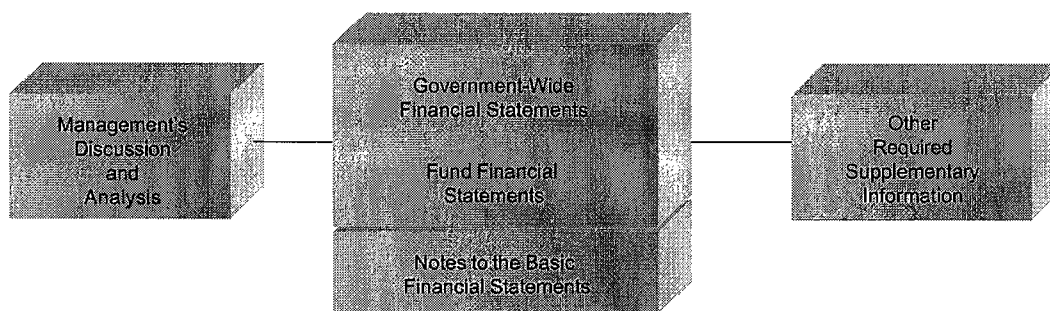 Management's
Discussion
and
Analysis
Government-Wide
Financial Statements
Fund Financial
Statements
Notes to the Basic
Financial Statements
Other
Required
Supplementary
Information